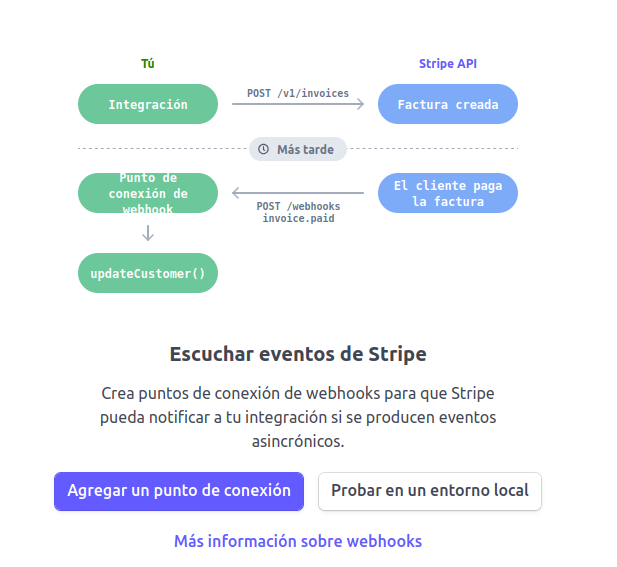 Tú
Stripe API
Integración
POST /v1/invoices
Factura creada
Más tarde
Punto de
conexión de
webhook
POST /webhooks
invoice.paid
El cliente paga
la factura
updateCustomer()
Escuchar eventos de Stripe
Crea puntos de conexión de webhooks para que Stripe
pueda notificar a tu integración si se producen eventos
asincrónicos.
Agregar un punto de conexión
Probar en un entorno local
Más información sobre webhooks